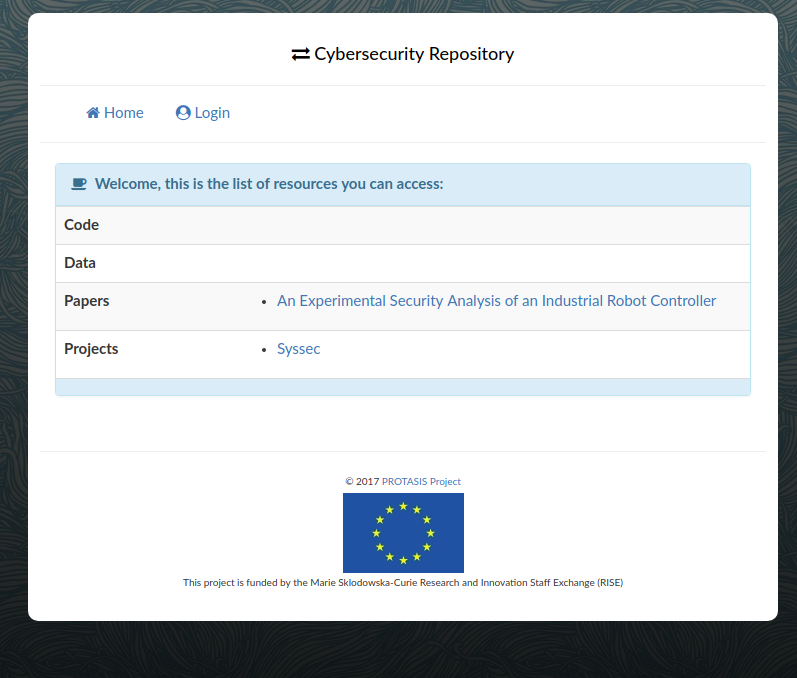 Cybersecurity Repository
Home Login
Welcome, this is the list of resources you can access:
Code
Data
Papers • An Experimental Security Analysis of an Industrial Robot Controller
Projects • Syssec
© 2017 PROTASIS Project
This project is funded by the Marie Sklodowska-Curie Research and Innovation Staff Exchange (RISE)